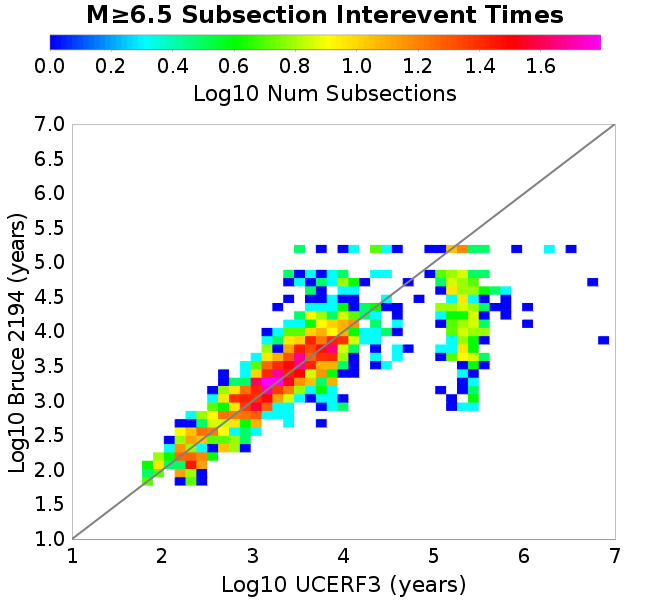 M≥6.5 Subsection Interevent Times
0.0 0.2 0.4 0.6 0.8 1.0 1.2 1.4 1.6
Log10 Num Subsections
7.0
6.5
6.0
5.5
5.0
4.5
4.0
3.5
3.0
2.5
2.0
1.5
1.0
Log10 Bruce 2194 (years)
1 2 3 4 5 6 7
Log10 UCERF3 (years)